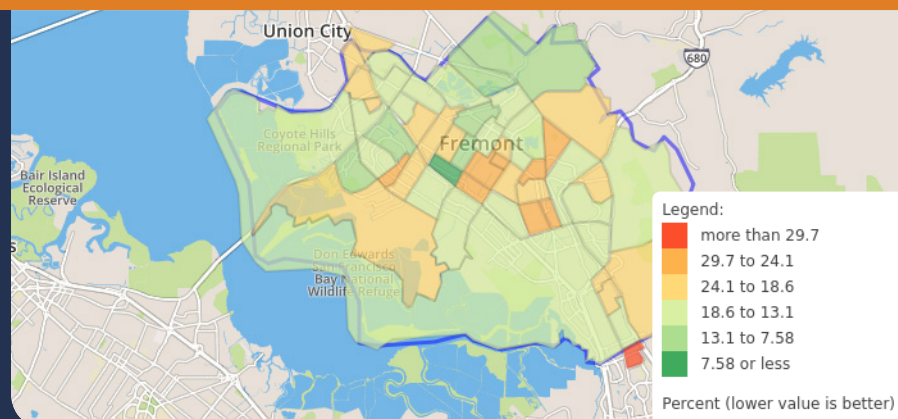 Union City
680
Coyote Hills
Regional Park
Fremont
Bair Island
Ecological
Reserve
s
Don Edwards
San Francisco
Bay National
Wildlife Refuge
Legend:
more than 29.7
29.7 to 24.1
24.1 to 18.6
18.6 to 13.1
13.1 to 7.58
7.58 or less
Percent (lower value is better)